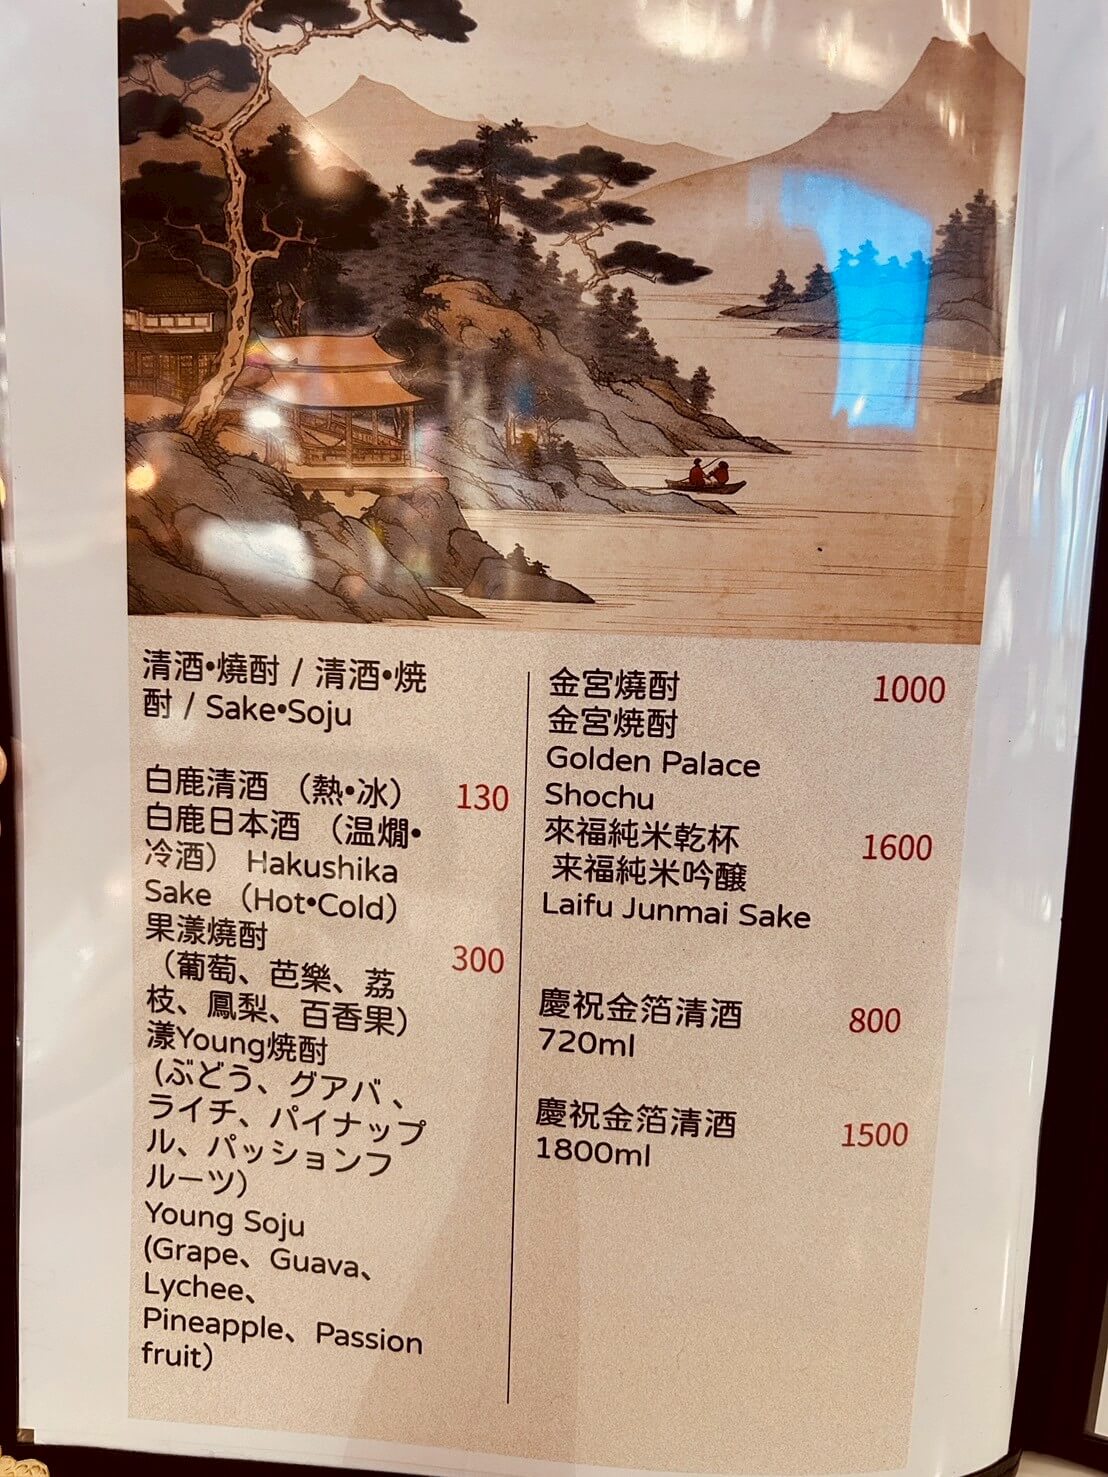 清酒•燒酎 / 清酒•焼
酎 / Sake•Soju
白鹿清酒 （熱•冰） 130
白鹿日本酒 （温燗•
冷酒） Hakushika
Sake （Hot•Cold）
果漾燒酎
（葡萄、芭樂、荔 300
枝、鳳梨、百香果）
漾Young焼酎
(ぶどう、グアバ 、
ライチ、パイナップ
ル、パッションフ
ルーツ)
Young Soju
(Grape、Guava、
Lychee、
Pineapple、Passion
fruit)
金宮燒酎 1000
金宮焼酎
Golden Palace
Shochu
來福純米乾杯 1600
来福純米吟醸
Laifu Junmai Sake
慶祝金箔清酒 800
720ml
慶祝金箔清酒 1500
1800ml